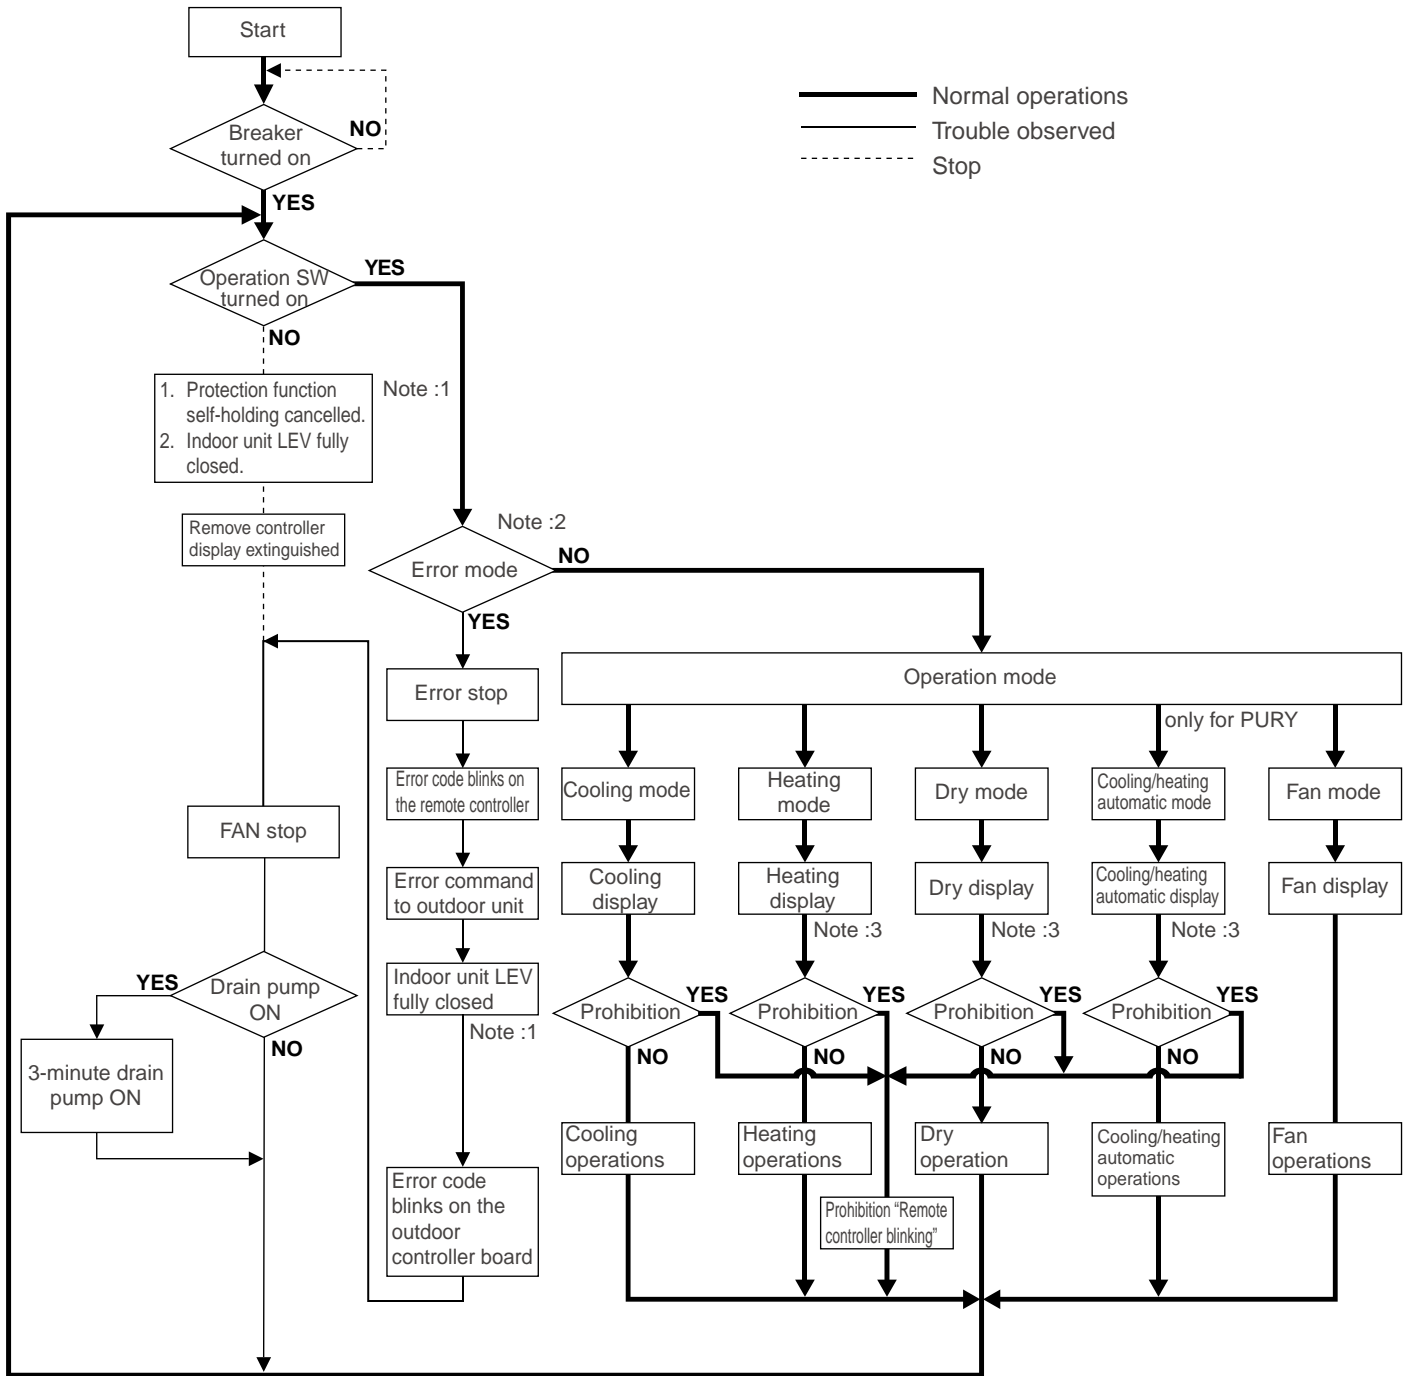 Start
Normal operations
Trouble observed
Stop
Breaker
turned on
NO
YES
Operation SW
turned on
YES
NO
1. Protection function
self-holding cancelled.
2. Indoor unit LEV fully
closed.
Note :1
Remove controller
display extinguished
Note :2
Error mode
NO
YES
Error stop
Operation mode
only for PURY
Error code blinks on
the remote controller
Cooling mode
Heating
mode
Dry mode
Cooling/heating
automatic mode
Fan mode
FAN stop
Error command
to outdoor unit
Cooling
display
Heating
display
Dry display
Cooling/heating
automatic display
Fan display
Note :3
Note :3
Note :3
Drain pump
ON
YES
NO
Indoor unit LEV
fully closed
Note :1
Prohibition
YES
NO
Prohibition
YES
NO
Prohibition
YES
NO
Prohibition
YES
NO
3-minute drain
pump ON
Cooling
operations
Heating
operations
Dry
operation
Cooling/heating
automatic
operations
Fan
operations
Error code
blinks on the
outdoor
controller board
Prohibition “Remote
controller blinking”